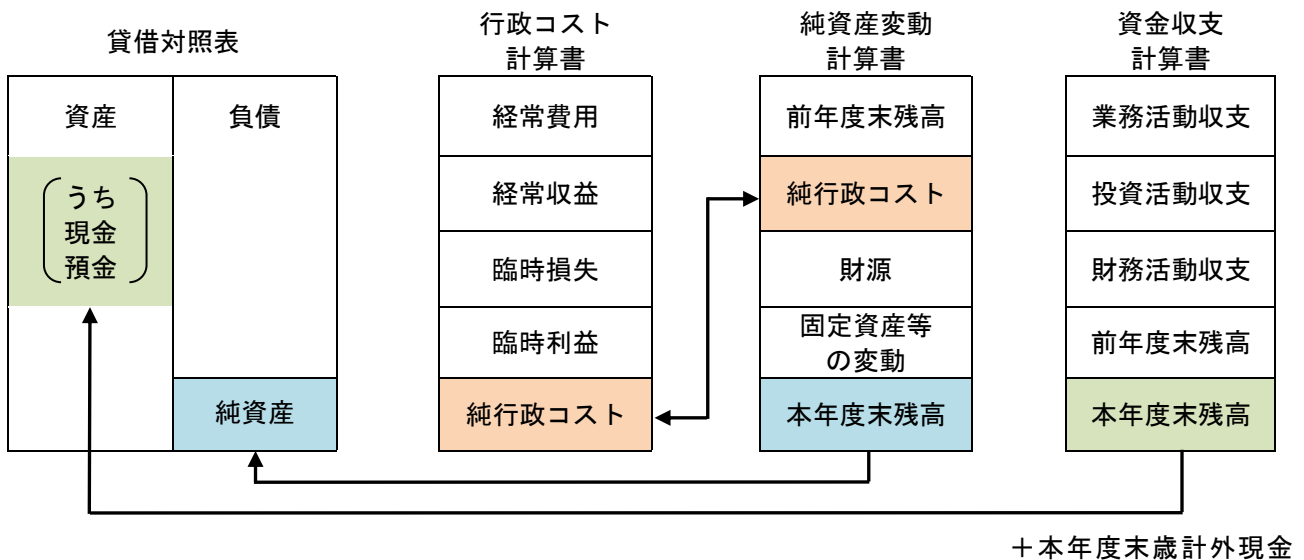 貸借対照表
資産
負債
うち
現金
預金
純資産
行政コスト
計算書
経常費用
経常収益
臨時損失
臨時利益
純行政コスト
純資産変動
計算書
前年度末残高
純行政コスト
財源
固定資産等
の変動
本年度末残高
資金収支
計算書
業務活動収支
投資活動収支
財務活動収支
前年度末残高
本年度末残高
＋本年度末歳計外現金